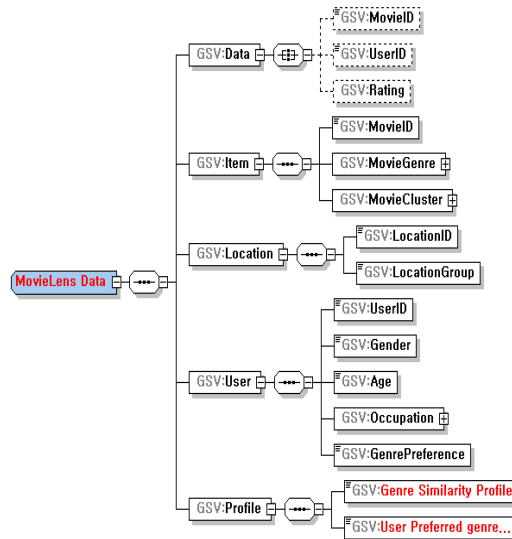 GSV:MovieID
GSV:Data
GSV:UserID
GSV:Rating
GSV:MovieID
GSV:Item
GSV:MovieGenre
GSV:MovieCluster
GSV:LocationID
GSV:Location
GSV:LocationGroup
MovieLens Data
GSV:UserID
GSV:Gender
GSV:User
GSV:Age
GSV:Occupation
GSV:GenrePreference
GSV:Genre Similarity Profile
GSV:Profile
GSV:User Preferred genre...